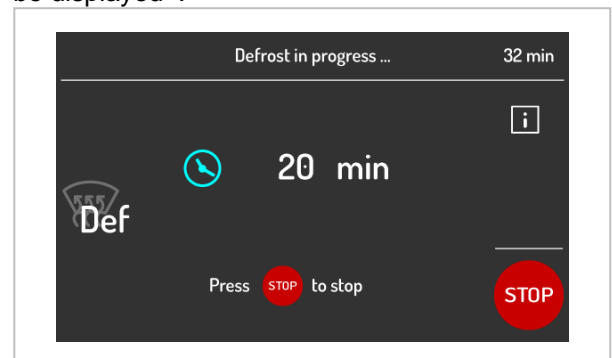 be displayed
Defrost in progress ... 32 min
i
20 min
Def
Press STOP to stop
STOP